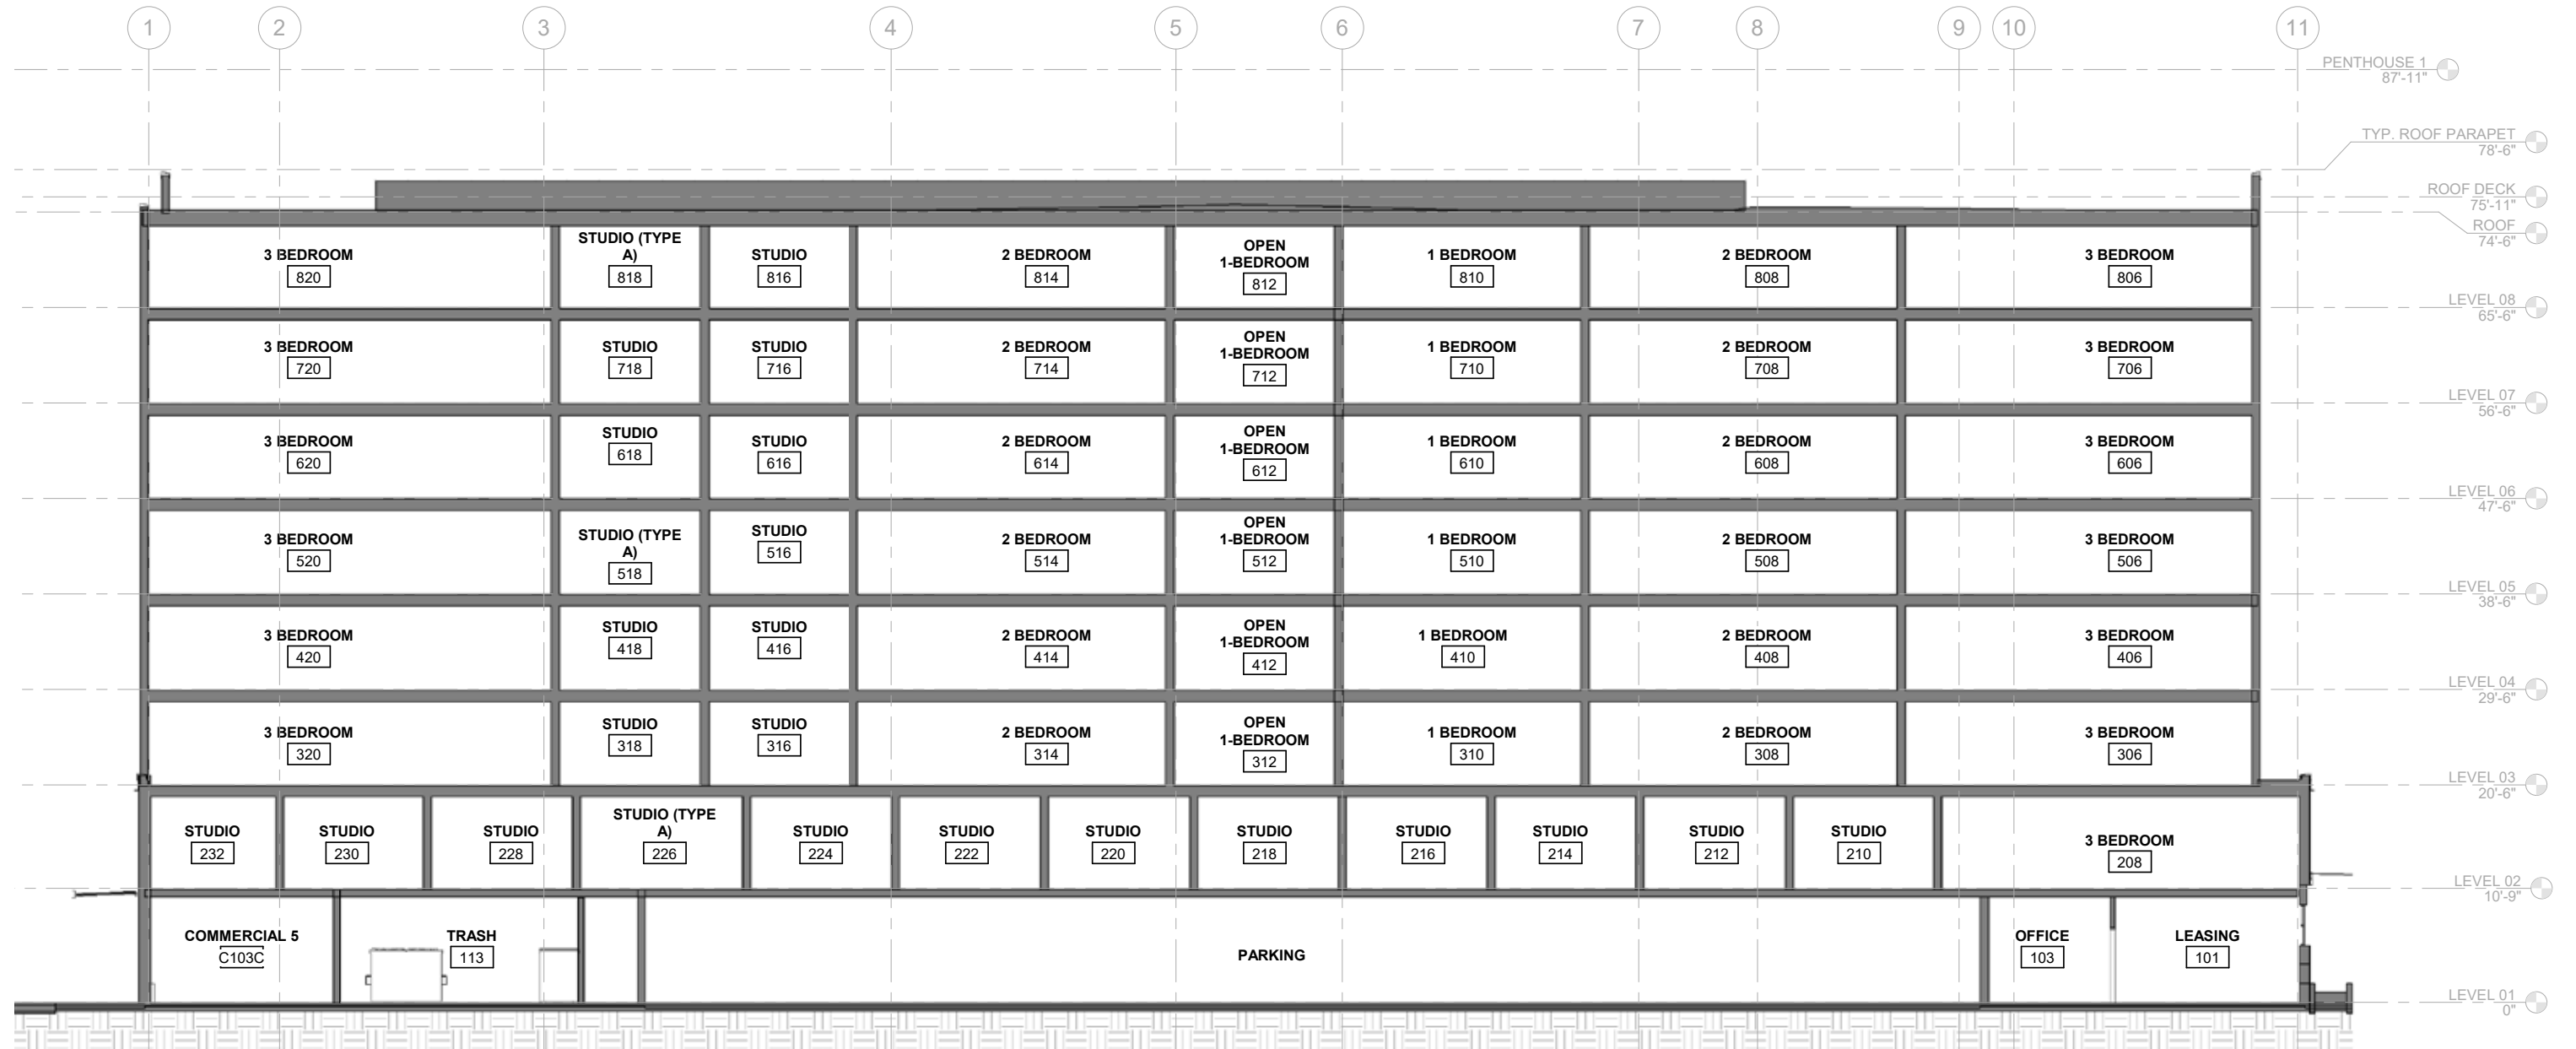 1 2 3 4 5 6 7 8 9 10 11
PENTHOUSE 1
87'-11"
TYP. ROOF PARAPET
78'-6"
ROOF DECK
75'-11"
ROOF
74'-6"
3 BEDROOM
820
STUDIO (TYPE
A)
818
STUDIO
816
2 BEDROOM
814
OPEN
1-BEDROOM
812
1 BEDROOM
810
2 BEDROOM
808
3 BEDROOM
806
LEVEL 08
65'-6"
3 BEDROOM
720
STUDIO
718
STUDIO
716
2 BEDROOM
714
OPEN
1-BEDROOM
712
1 BEDROOM
710
2 BEDROOM
708
3 BEDROOM
706
LEVEL 07
56'-6"
3 BEDROOM
620
STUDIO
618
STUDIO
616
2 BEDROOM
614
OPEN
1-BEDROOM
612
1 BEDROOM
610
2 BEDROOM
608
3 BEDROOM
606
LEVEL 06
47'-6"
3 BEDROOM
520
STUDIO (TYPE
A)
518
STUDIO
516
2 BEDROOM
514
OPEN
1-BEDROOM
512
1 BEDROOM
510
2 BEDROOM
508
3 BEDROOM
506
LEVEL 05
38'-6"
3 BEDROOM
420
STUDIO
418
STUDIO
416
2 BEDROOM
414
OPEN
1-BEDROOM
412
1 BEDROOM
410
2 BEDROOM
408
3 BEDROOM
406
LEVEL 04
29'-6"
3 BEDROOM
320
STUDIO
318
STUDIO
316
2 BEDROOM
314
OPEN
1-BEDROOM
312
1 BEDROOM
310
2 BEDROOM
308
3 BEDROOM
306
LEVEL 03
20'-6"
STUDIO
232
STUDIO
230
STUDIO
228
STUDIO (TYPE
A)
226
STUDIO
224
STUDIO
222
STUDIO
220
STUDIO
218
STUDIO
216
STUDIO
214
STUDIO
212
STUDIO
210
3 BEDROOM
208
LEVEL 02
10'-9"
COMMERCIAL 5
C103C
TRASH
113
PARKING
OFFICE
103
LEASING
101
LEVEL 01
0"